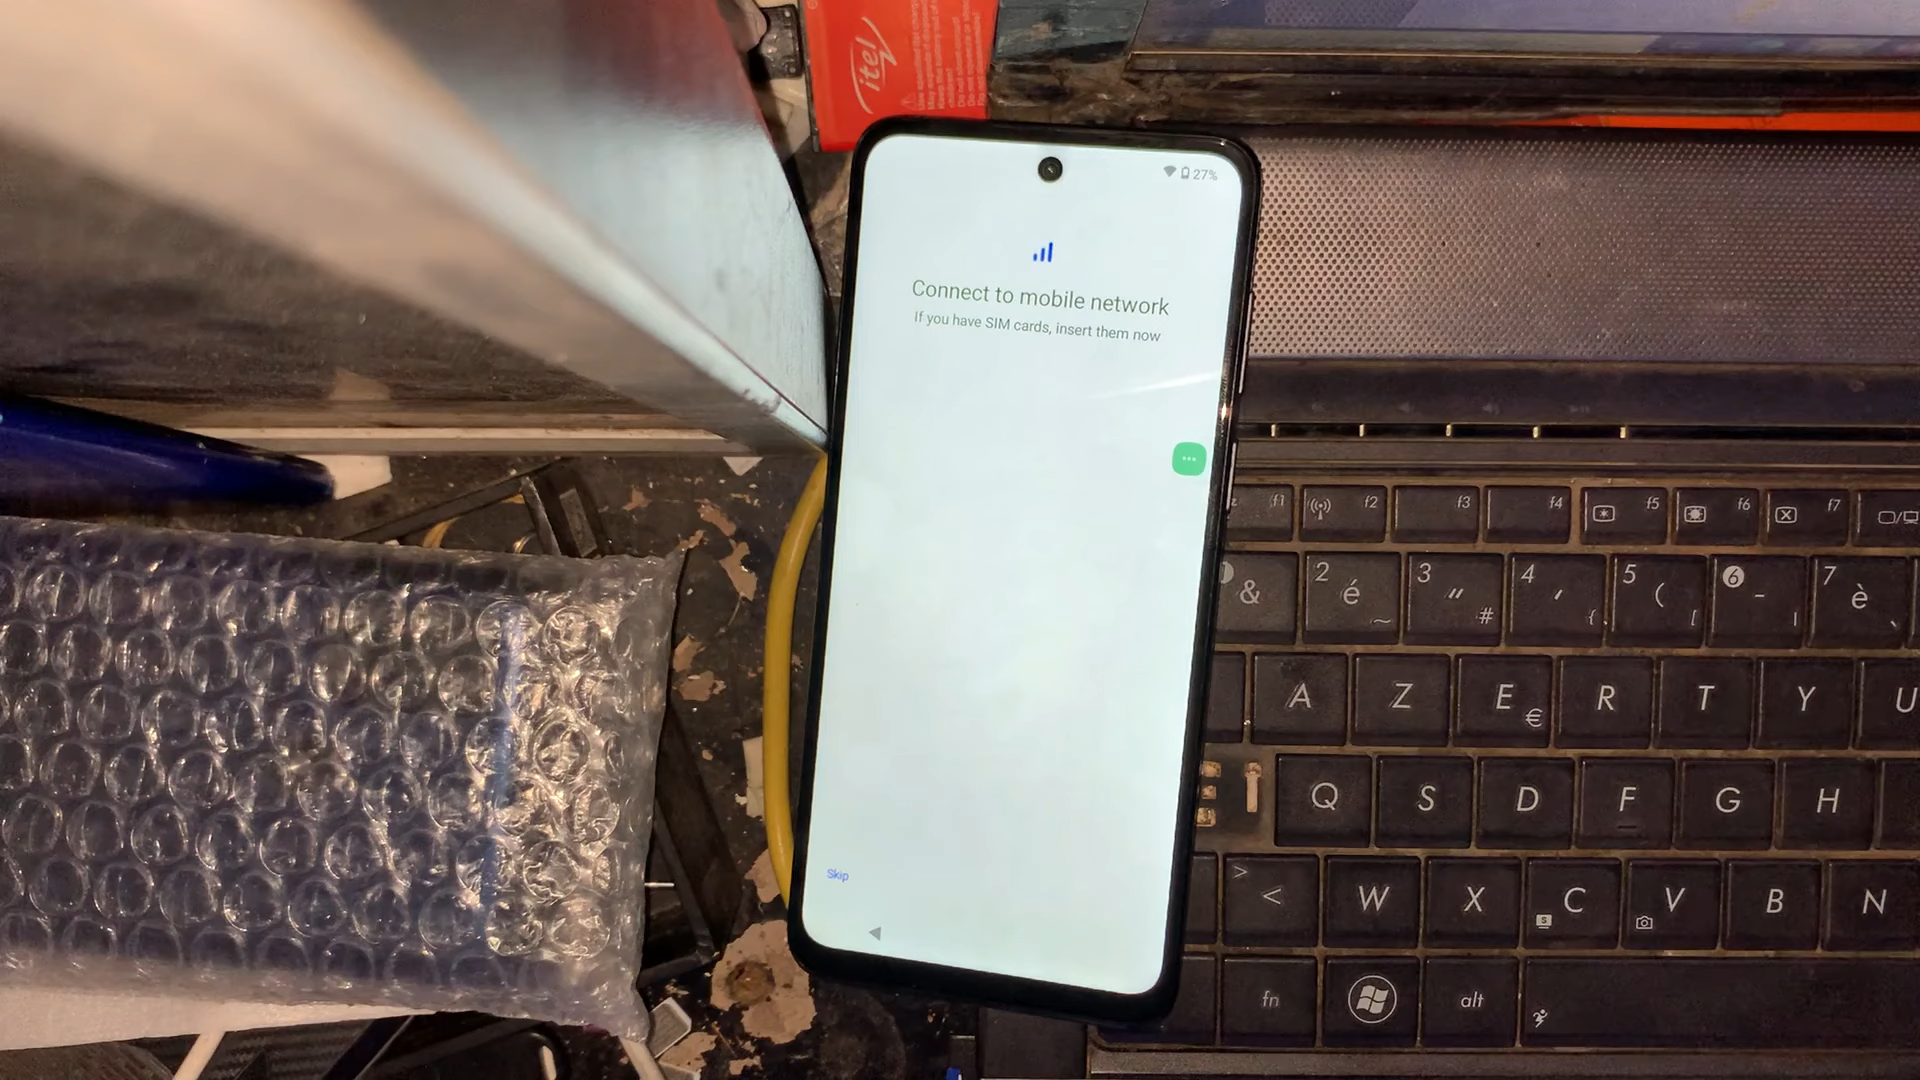 itel
27%
Connect to mobile network
If you have SIM cards, insert them now
Skip
f1 f2 f3 f4 f5 f6 f7
& 2 é ~ 3 " # 4 ' { 5 ( [ 6 - | 7 è `
A Z E € R T Y U
Q S D F G H
> < W X C S V B N
fn alt